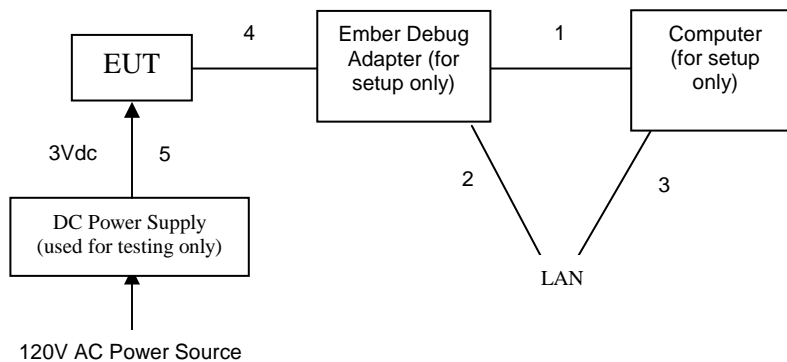 4
Ember Debug
Adapter (for
setup only)
1
Computer
(for setup
only)
EUT
3Vdc
5
2
3
DC Power Supply
(used for testing only)
LAN
120V AC Power Source